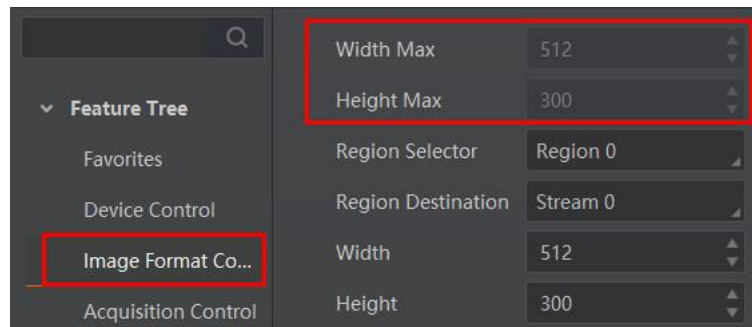 Feature Tree
Favorites
Device Control
Image Format Co...
Acquisition Control
Width Max 512
Height Max 300
Region Selector Region 0
Region Destination Stream 0
Width 512
Height 300